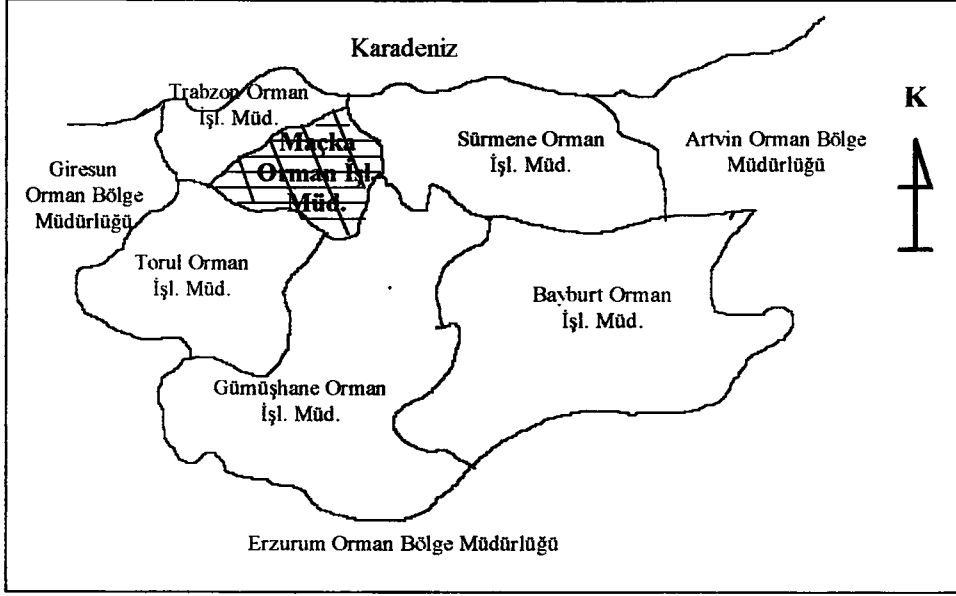 Karadeniz
Trabzon Orman
İşl. Müd.
Maçka
Orman İşl.
Müd.
Sürmene Orman
İşl. Müd.
Artvin Orman Bölge
Müdürlüğü
K
Giresun
Orman Bölge
Müdürlüğü
Torul Orman
İşl. Müd.
Bayburt Orman
İşl. Müd.
Gümüşhane Orman
İşl. Müd.
Erzurum Orman Bölge Müdürlüğü